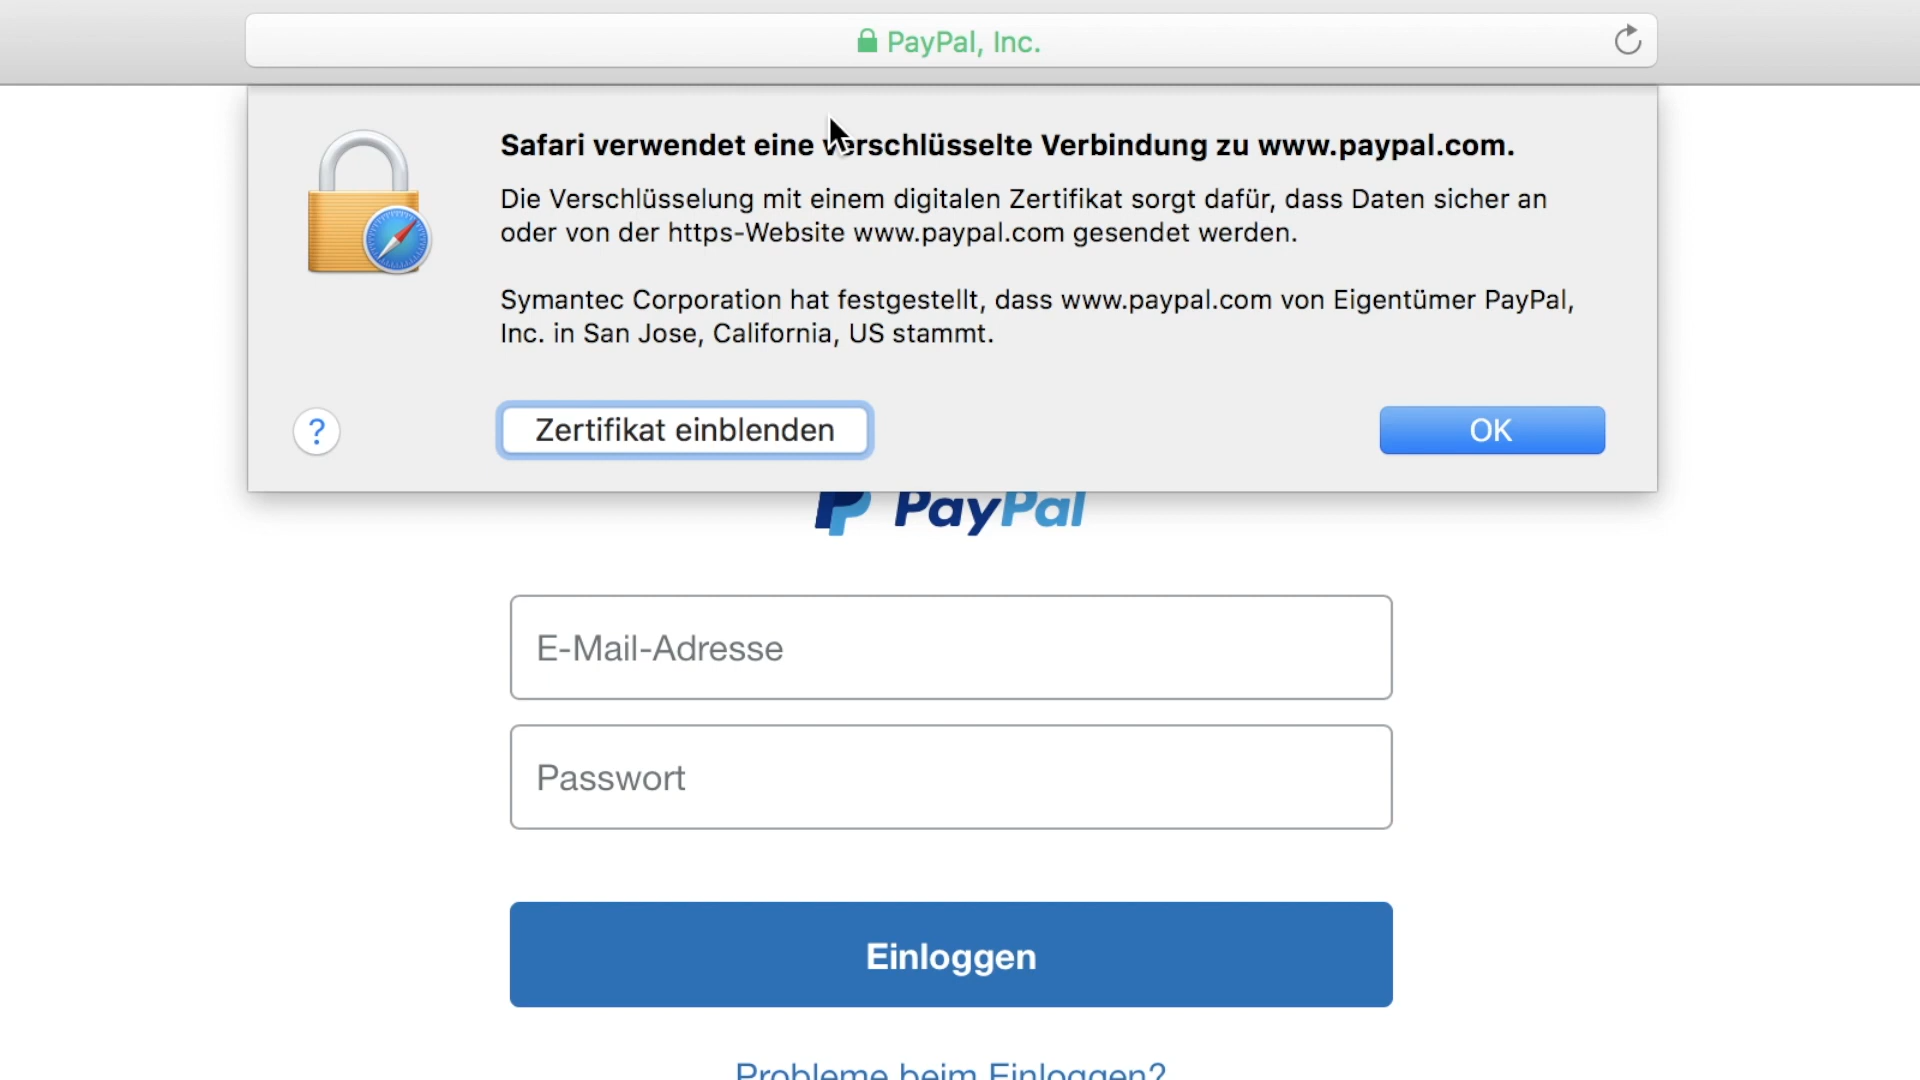 PayPal, Inc.
Safari verwendet eine verschlüsselte Verbindung zu www.paypal.com.
Die Verschlüsselung mit einem digitalen Zertifikat sorgt dafür, dass Daten sicher an
oder von der https-Website www.paypal.com gesendet werden.
Symantec Corporation hat festgestellt, dass www.paypal.com von Eigentümer PayPal,
Inc. in San Jose, California, US stammt.
?
Zertifikat einblenden
OK
PayPal
E-Mail-Adresse
Passwort
Einloggen
Probleme beim Einloggen?